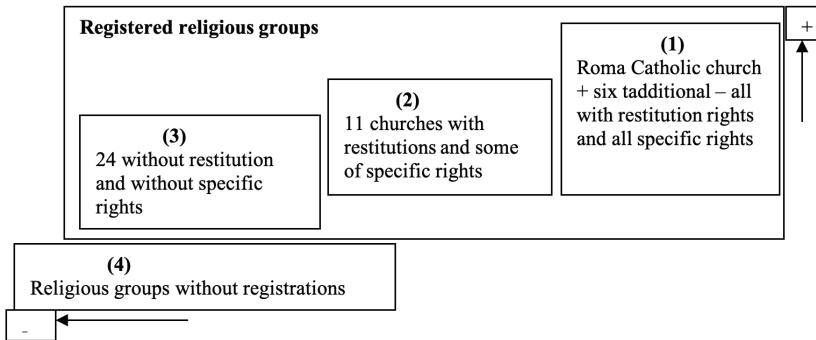 Registered religious groups
+
(1)
Roma Catholic church
+ six tadditional – all
with restitution rights
and all specific rights
(2)
11 churches with
restitutions and some
of specific rights
(3)
24 without restitution
and without specific
rights
(4)
Religious groups without registrations
-